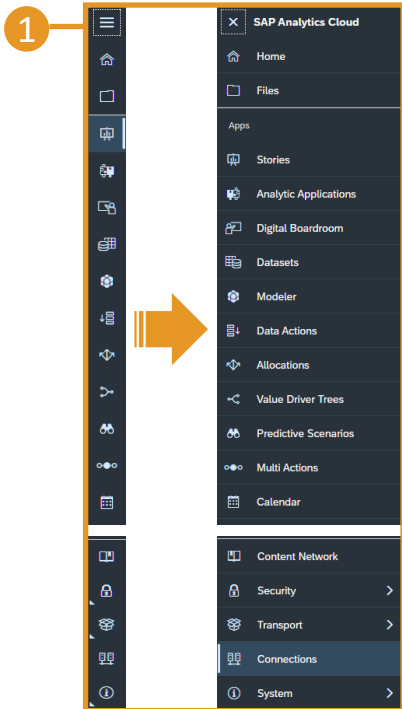 1
SAP Analytics Cloud
Home
Files
Apps
Stories
Analytic Applications
Digital Boardroom
Datasets
Modeler
Data Actions
Allocations
Value Driver Trees
Predictive Scenarios
Multi Actions
Calendar
Content Network
Security
Transport
Connections
System